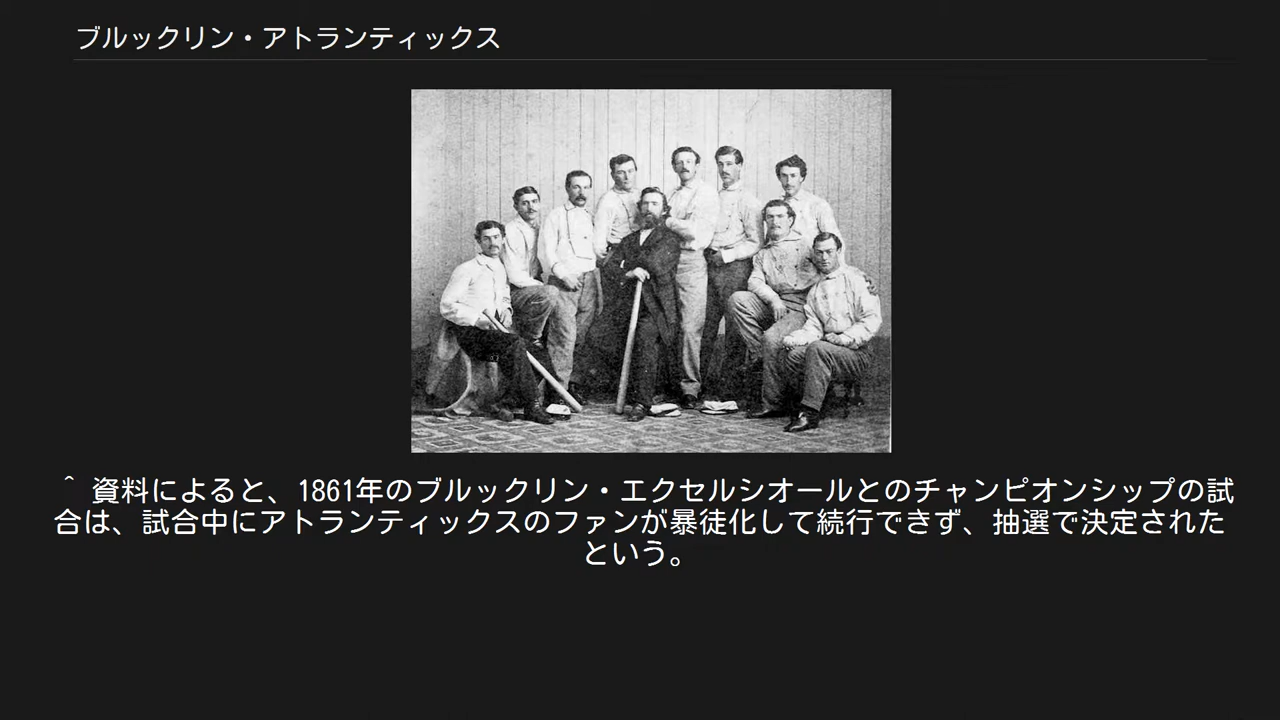 ブルックリン・アトランティックス
^ 資料によると、1861年のブルックリン・エクセルシオールとのチャンピオンシップの試
合は、試合中にアトランティックスのファンが暴徒化して続行できず、抽選で決定された
という。